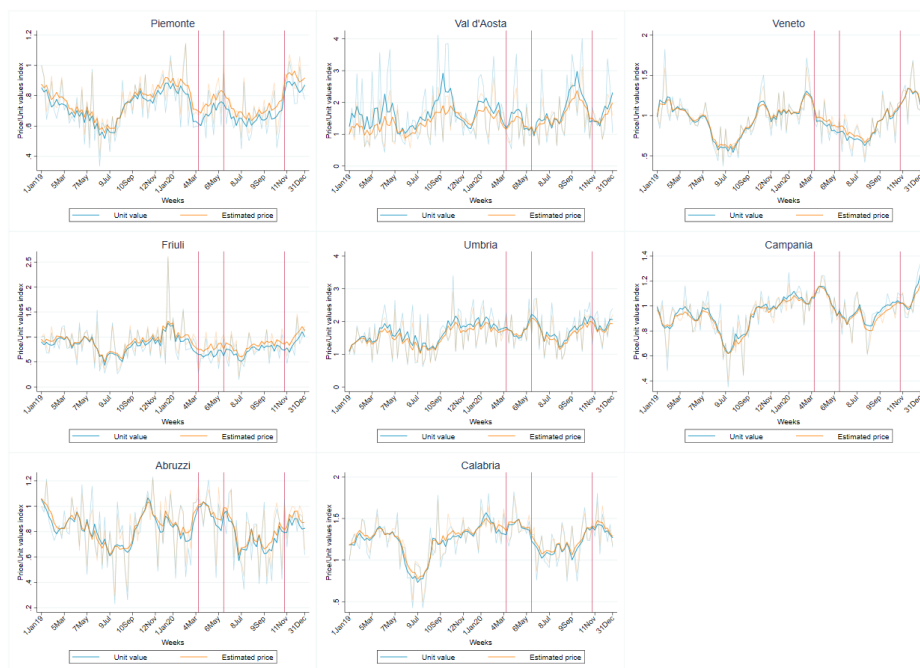 Piemonte
Price/Unit values index
1.2
1
.8
.6
.4
1Jan19 5Mar 7May 9Jul 10Sep 12Nov 1Jan20 4Mar 6May 8Jul 9Sep 11Nov 31Dec
Weeks
Unit value Estimated price
Val d'Aosta
Price/Unit values index
4
3
2
1
0
1Jan19 5Mar 7May 9Jul 10Sep 12Nov 1Jan20 4Mar 6May 8Jul 9Sep 11Nov 31Dec
Weeks
Unit value Estimated price
Veneto
Price/Unit values index
2
1.5
1
.5
1Jan19 5Mar 7May 9Jul 10Sep 12Nov 1Jan20 4Mar 6May 8Jul 9Sep 11Nov 31Dec
Weeks
Unit value Estimated price
Friuli
Price/Unit values index
2.5
2
1.5
1
0.5
0
1Jan19 5Mar 7May 9Jul 10Sep 12Nov 1Jan20 4Mar 6May 8Jul 9Sep 11Nov 31Dec
Weeks
Unit value Estimated price
Umbria
Price/Unit values index
4
3
2
1
0
1Jan19 5Mar 7May 9Jul 10Sep 12Nov 1Jan20 4Mar 6May 8Jul 9Sep 11Nov 31Dec
Weeks
Unit value Estimated price
Campania
Price/Unit values index
1.4
1.2
1
.8
.6
.4
1Jan19 5Mar 7May 9Jul 10Sep 12Nov 1Jan20 4Mar 6May 8Jul 9Sep 11Nov 31Dec
Weeks
Unit value Estimated price
Abruzzi
Price/Unit values index
1.2
1
.8
.6
.4
.2
1Jan19 5Mar 7May 9Jul 10Sep 12Nov 1Jan20 4Mar 6May 8Jul 9Sep 11Nov 31Dec
Weeks
Unit value Estimated price
Calabria
Price/Unit values index
2
1.5
1
.5
1Jan19 5Mar 7May 9Jul 10Sep 12Nov 1Jan20 4Mar 6May 8Jul 9Sep 11Nov 31Dec
Weeks
Unit value Estimated price